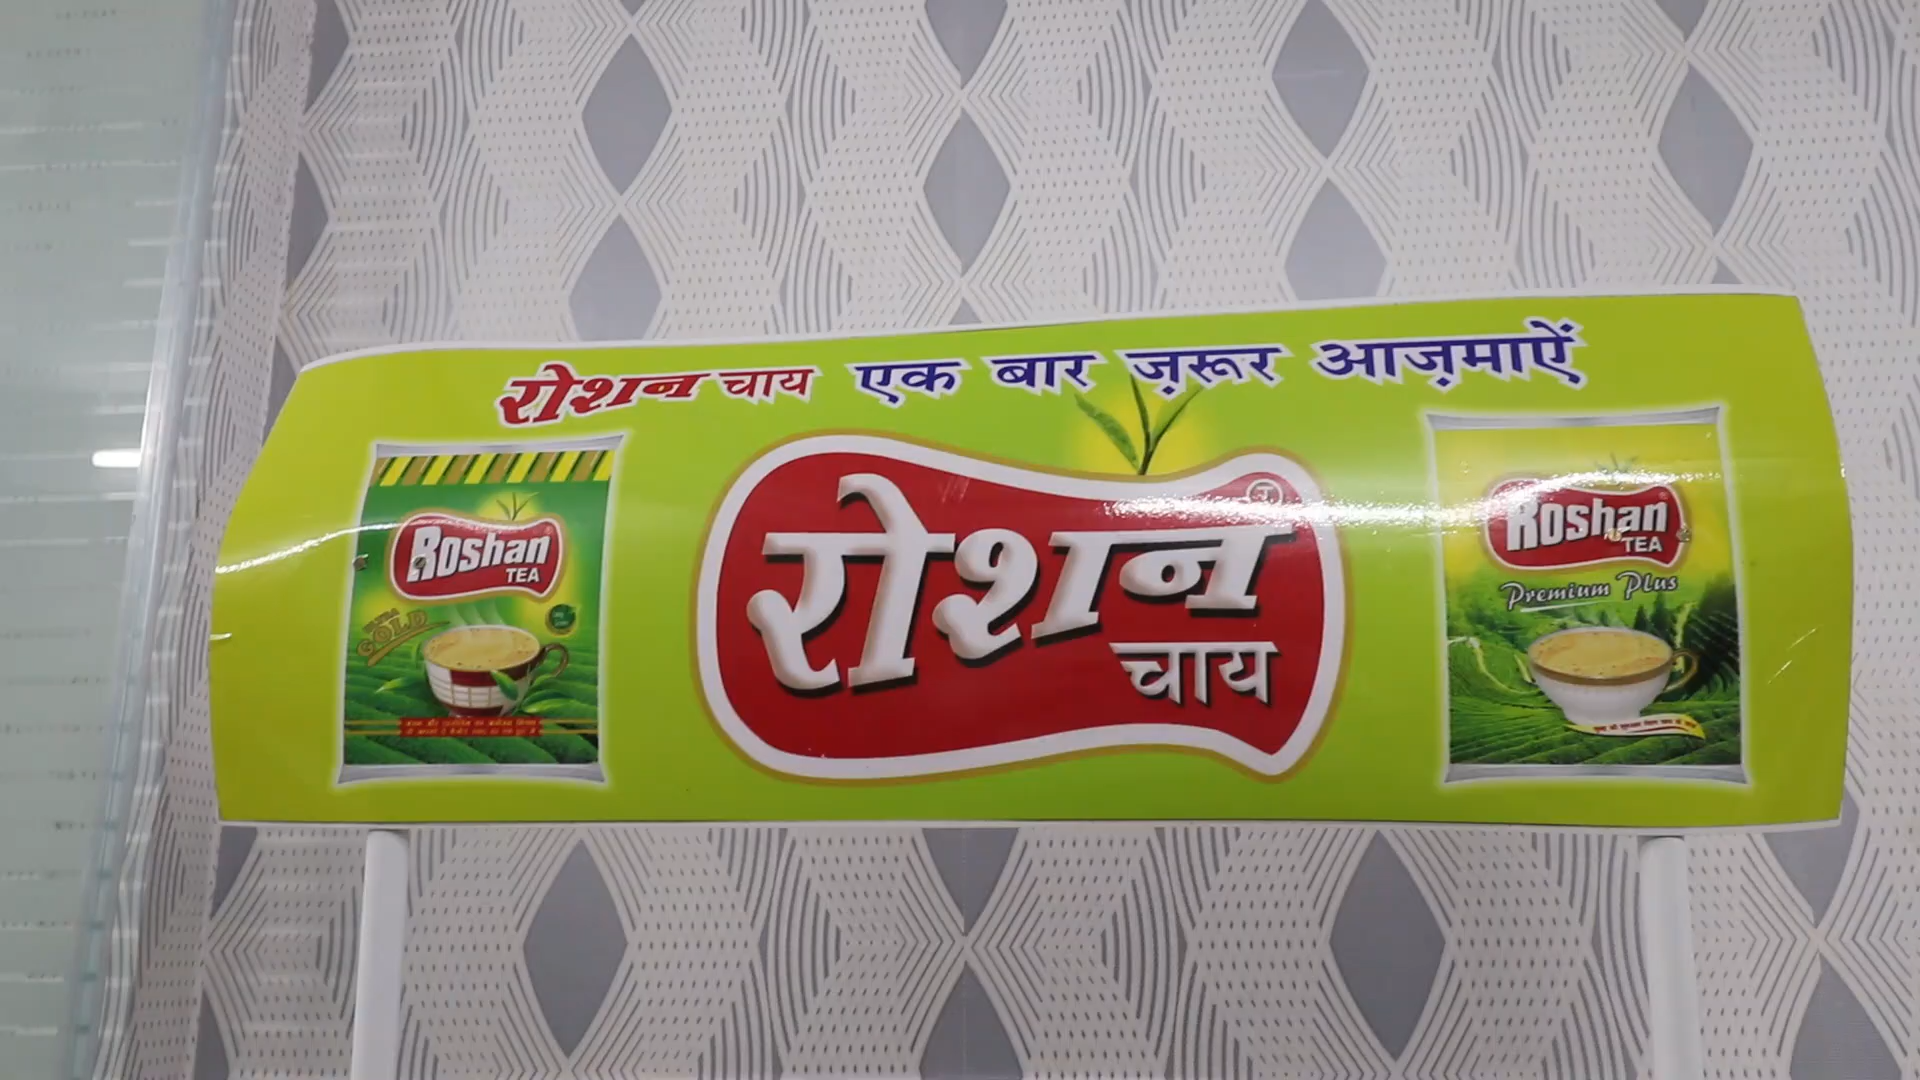 रोशन चाय एक बार ज़रूर आज़माऐं
Roshan
TEA
GOLD
रोशन
चाय
Roshan
TEA
Premium Plus